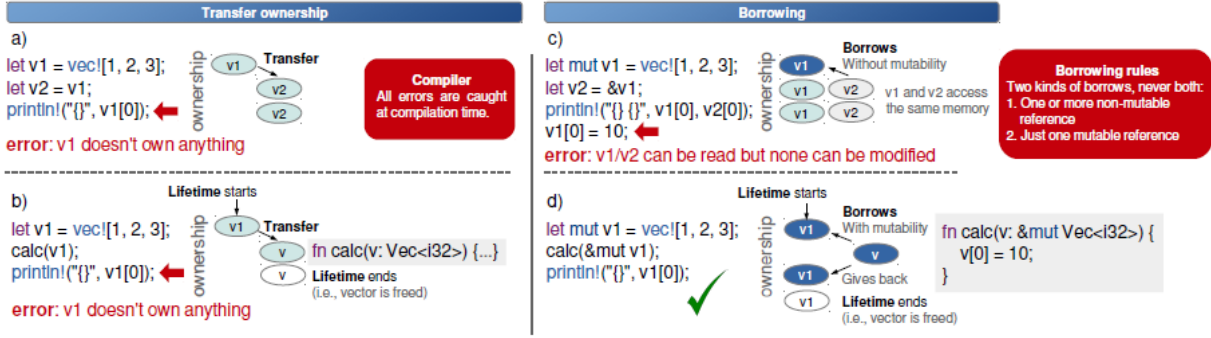 Transfer ownership
a)
let v1 = vec![1, 2, 3];
let v2 = v1;
println!("{}", v1[0]);
error: v1 doesn't own anything
ownership
v1
Transfer
v2
v2
Compiler
All errors are caught
at compilation time.
b)
let v1 = vec![1, 2, 3];
calc(v1);
println!("{}", v1[0]);
error: v1 doesn't own anything
Lifetime starts
ownership
v1
Transfer
v
fn calc(v: Vec<i32>) {...}
v
Lifetime ends
(i.e., vector is freed)
Borrowing
c)
let mut v1 = vec![1, 2, 3];
let v2 = &v1;
println!("{} {}", v1[0], v2[0]);
v1[0] = 10;
error: v1/v2 can be read but none can be modified
ownership
Borrows
Without mutability
v1
v1 v2
v1 v2
v1 and v2 access
the same memory
Borrowing rules
Two kinds of borrows, never both:
1. One or more non-mutable
reference
2. Just one mutable reference
d)
let mut v1 = vec![1, 2, 3];
calc(&mut v1);
println!("{}", v1[0]);
Lifetime starts
ownership
Borrows
With mutability
v1
v
v1
Gives back
v1
Lifetime ends
(i.e., vector is freed)
fn calc(v: &mut Vec<i32>) {
v[0] = 10;
}